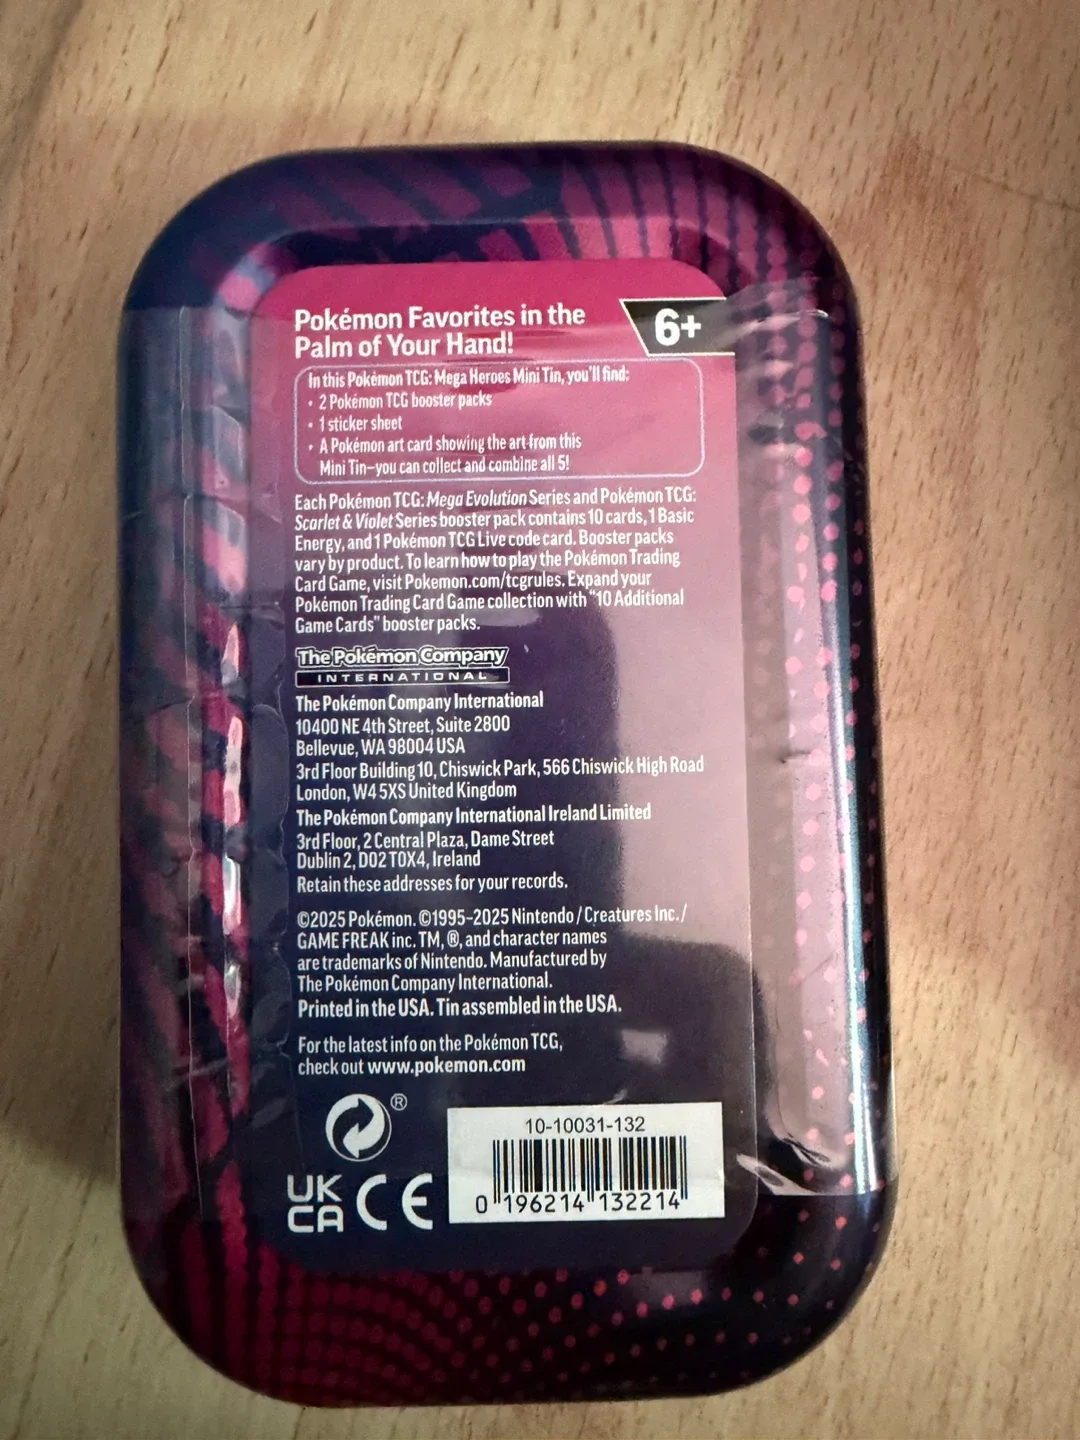 Pokémon Favorites in the
Palm of Your Hand!
6+
In this Pokémon TCG: Mega Heroes Mini Tin, you'll find:
• 2 Pokémon TCG booster packs
• 1 sticker sheet
• A Pokémon art card showing the art from this
Mini Tin—you can collect and combine all 5!
Each Pokémon TCG: Mega Evolution Series and Pokémon TCG:
Scarlet & Violet Series booster pack contains 10 cards, 1 Basic
Energy, and 1 Pokémon TCG Live code card. Booster packs
vary by product. To learn how to play the Pokémon Trading
Card Game, visit Pokemon.com/tcgrules. Expand your
Pokémon Trading Card Game collection with "10 Additional
Game Cards" booster packs.
The Pokémon Company
INTERNATIONAL
The Pokémon Company International
10400 NE 4th Street, Suite 2800
Bellevue, WA 98004 USA
3rd Floor Building 10, Chiswick Park, 566 Chiswick High Road
London, W4 5XS United Kingdom
The Pokémon Company International Ireland Limited
3rd Floor, 2 Central Plaza, Dame Street
Dublin 2, D02 T0X4, Ireland
Retain these addresses for your records.
©2025 Pokémon. ©1995–2025 Nintendo / Creatures Inc. /
GAME FREAK inc. TM, ®, and character names
are trademarks of Nintendo. Manufactured by
The Pokémon Company International.
Printed in the USA. Tin assembled in the USA.
For the latest info on the Pokémon TCG,
check out www.pokemon.com
®
UK
CA CE
10-10031-132
0 196214 132214